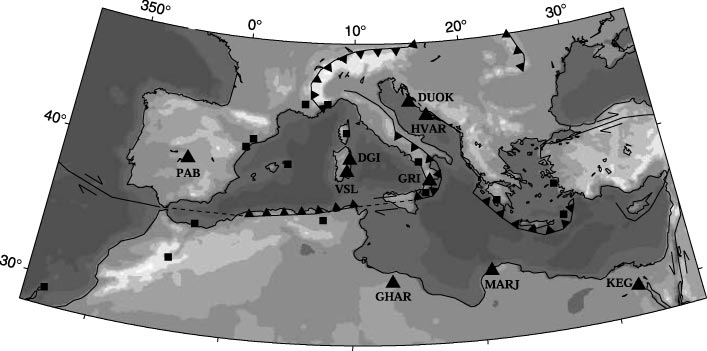 350°
0°
10°
20°
30°
40°
30°
DUOK
HVAR
PAB
DGI
VSL
GRI
GHAR
MARJ
KEG